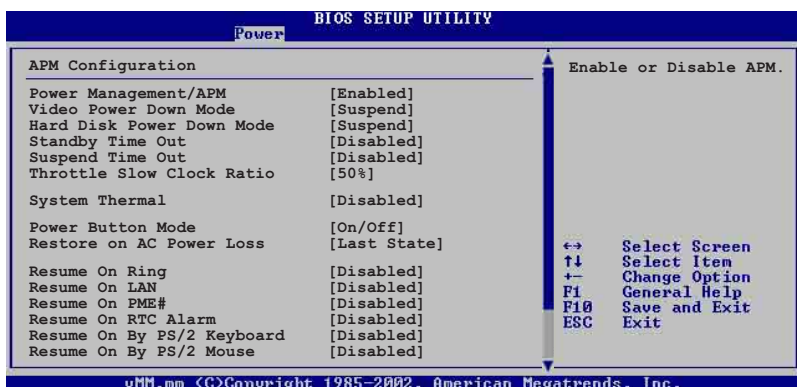 BIOS SETUP UTILITY
Power
APM Configuration
Power Management/APM [Enabled]
Video Power Down Mode [Suspend]
Hard Disk Power Down Mode [Suspend]
Standby Time Out [Disabled]
Suspend Time Out [Disabled]
Throttle Slow Clock Ratio [50%]
System Thermal [Disabled]
Power Button Mode [On/Off]
Restore on AC Power Loss [Last State]
Resume On Ring [Disabled]
Resume On LAN [Disabled]
Resume On PME# [Disabled]
Resume On RTC Alarm [Disabled]
Resume On By PS/2 Keyboard [Disabled]
Resume On By PS/2 Mouse [Disabled]
Enable or Disable APM.
←→ Select Screen
↑↓ Select Item
+- Change Option
F1 General Help
F10 Save and Exit
ESC Exit
vMM.mm (C)Copyright 1985-2002, American Megatrends, Inc.